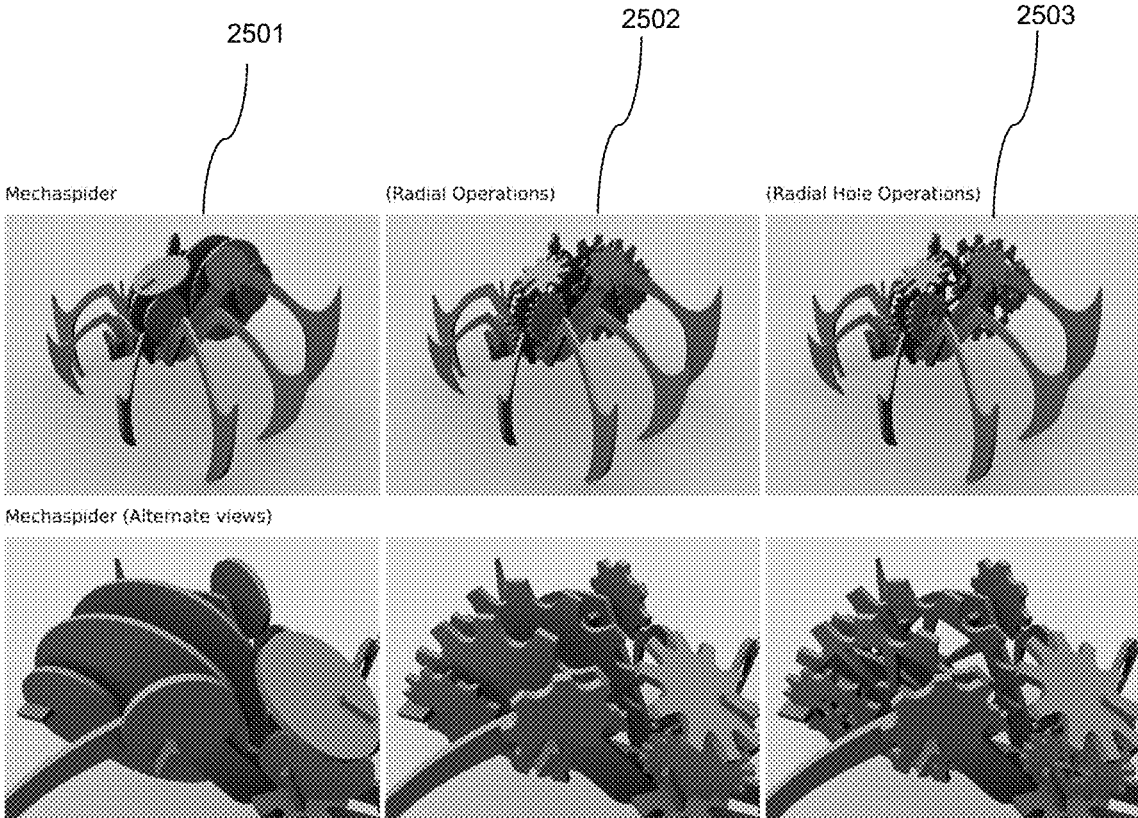 2501
2502
2503
Mechaspider
(Radial Operations)
(Radial Hole Operations)
Mechaspider (Alternate views)